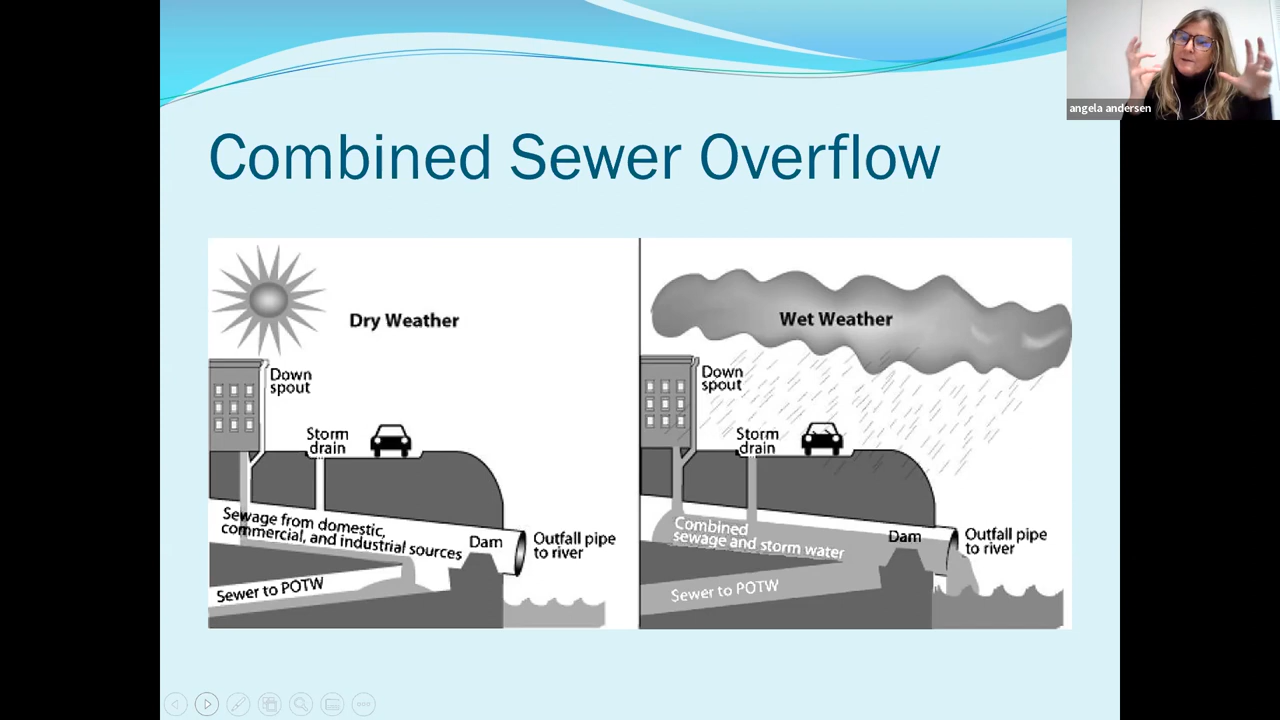 angela andersen
Combined Sewer Overflow
Dry Weather
Down
spout
Storm
drain
Sewage from domestic,
commercial, and industrial sources
Dam
Outfall pipe
to river
Sewer to POTW
Wet Weather
Down
spout
Storm
drain
Combined
sewage and storm water
Dam
Outfall pipe
to river
Sewer to POTW